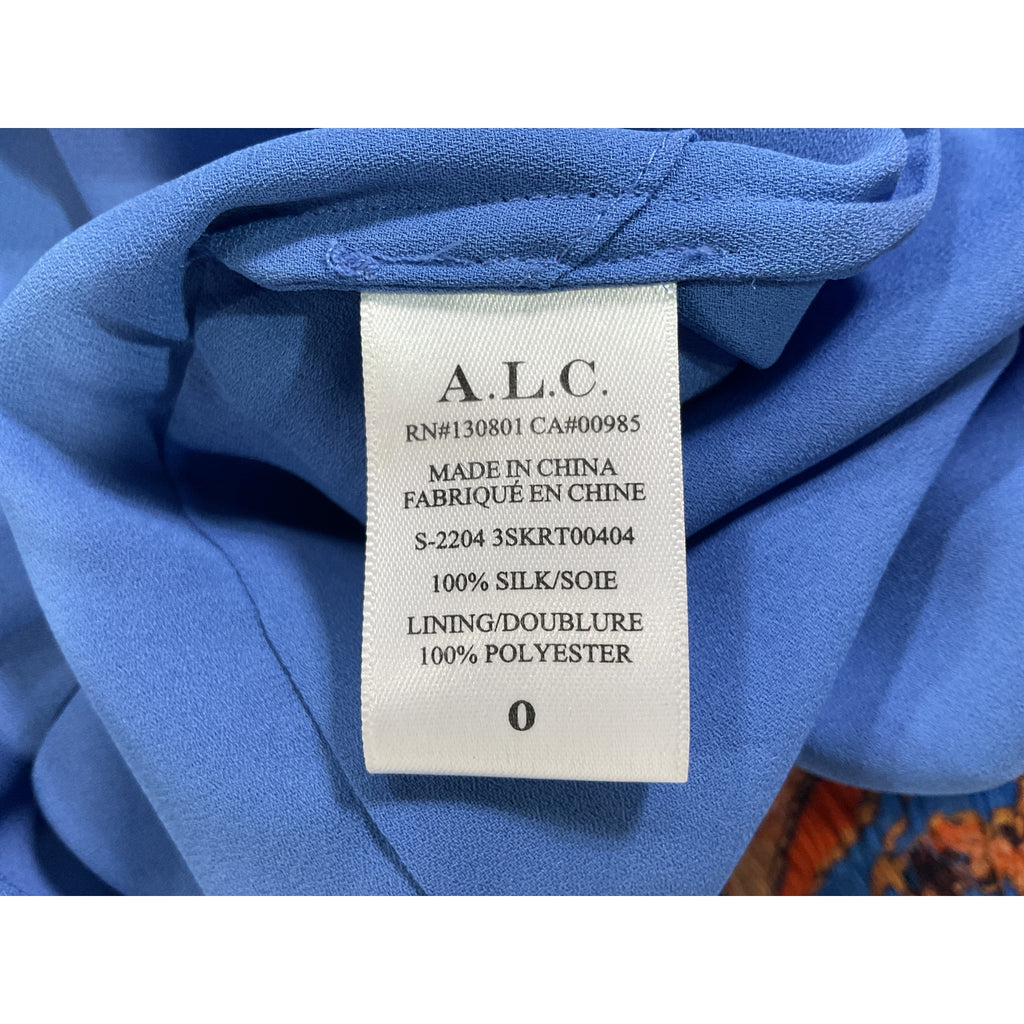 A.L.C.
RN#130801 CA#00985
MADE IN CHINA
FABRIQUÉ EN CHINE
S-2204 3SKRT00404
100% SILK/SOIE
LINING/DOUBLURE
100% POLYESTER
0